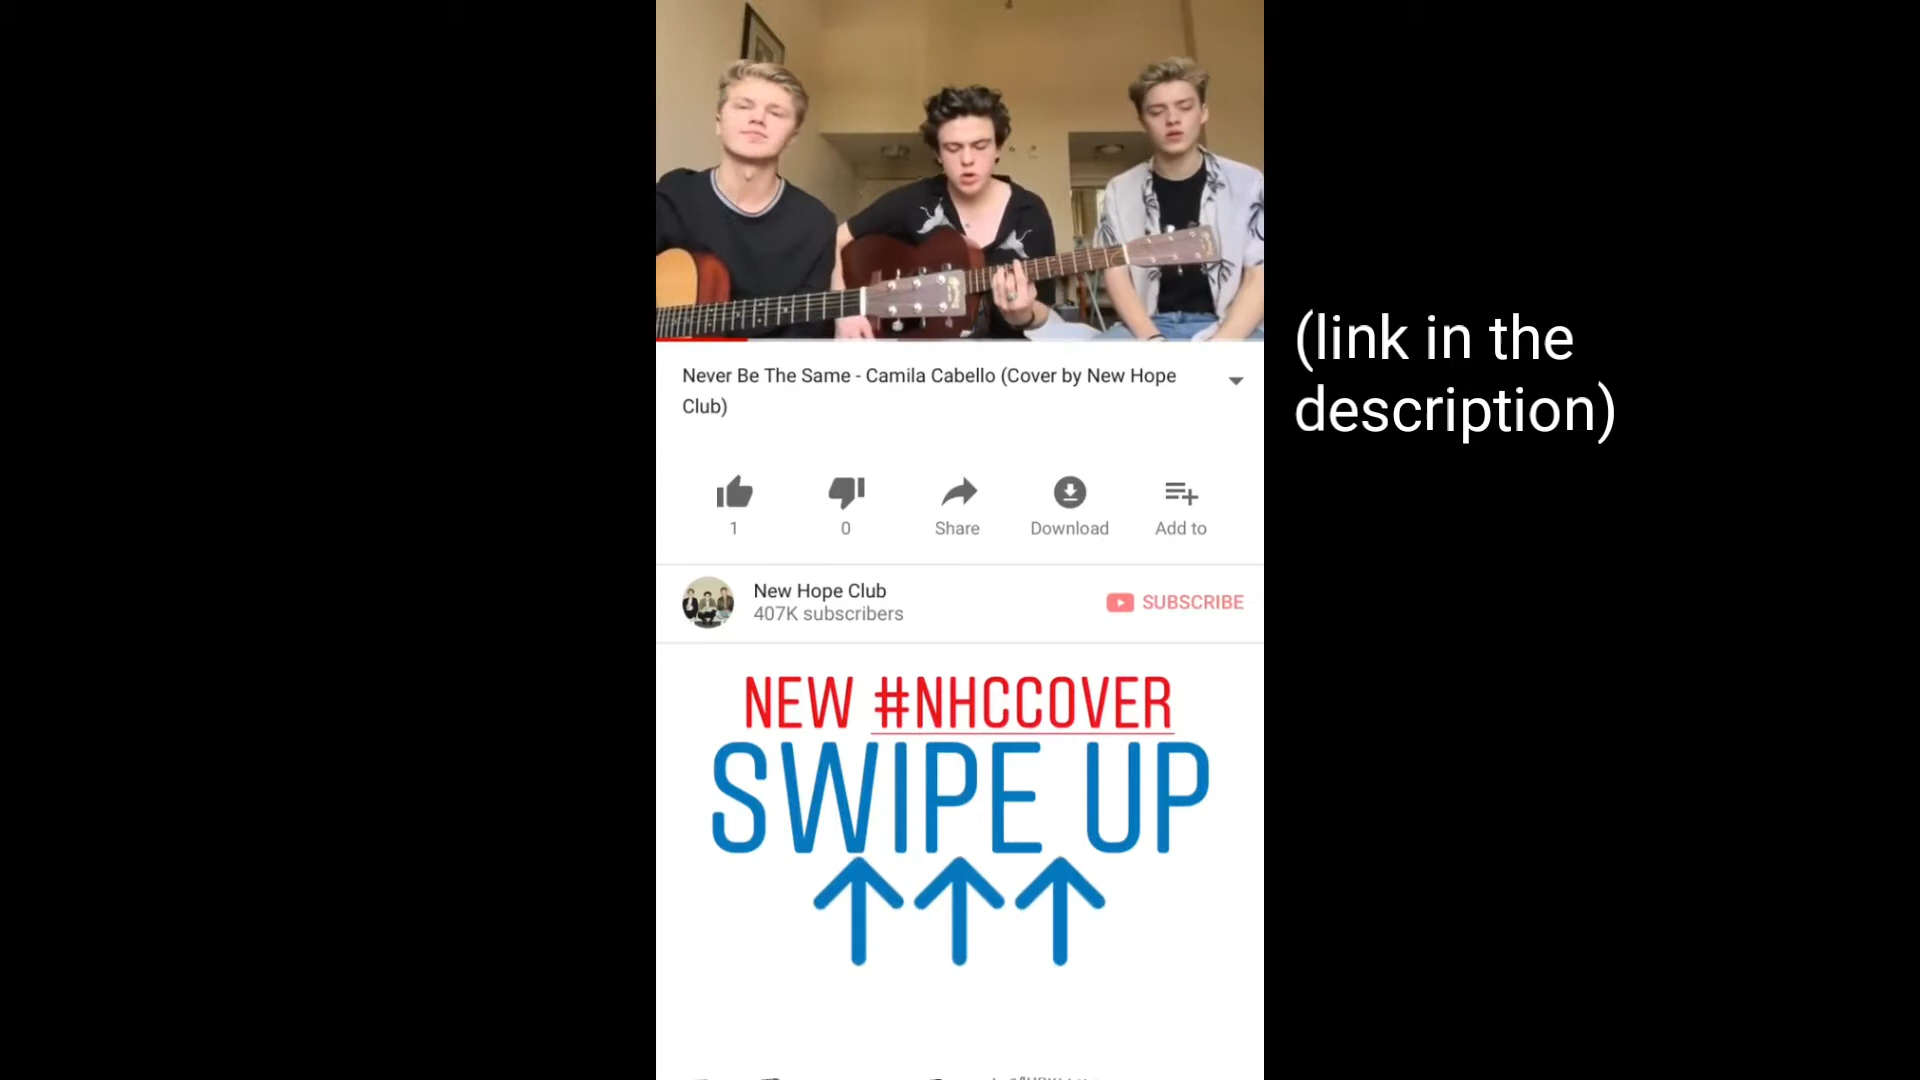 Never Be The Same - Camila Cabello (Cover by New Hope
Club)
1
0
Share
Download
Add to
New Hope Club
407K subscribers
SUBSCRIBE
NEW #NHCCOVER
SWIPE UP
(link in the
description)